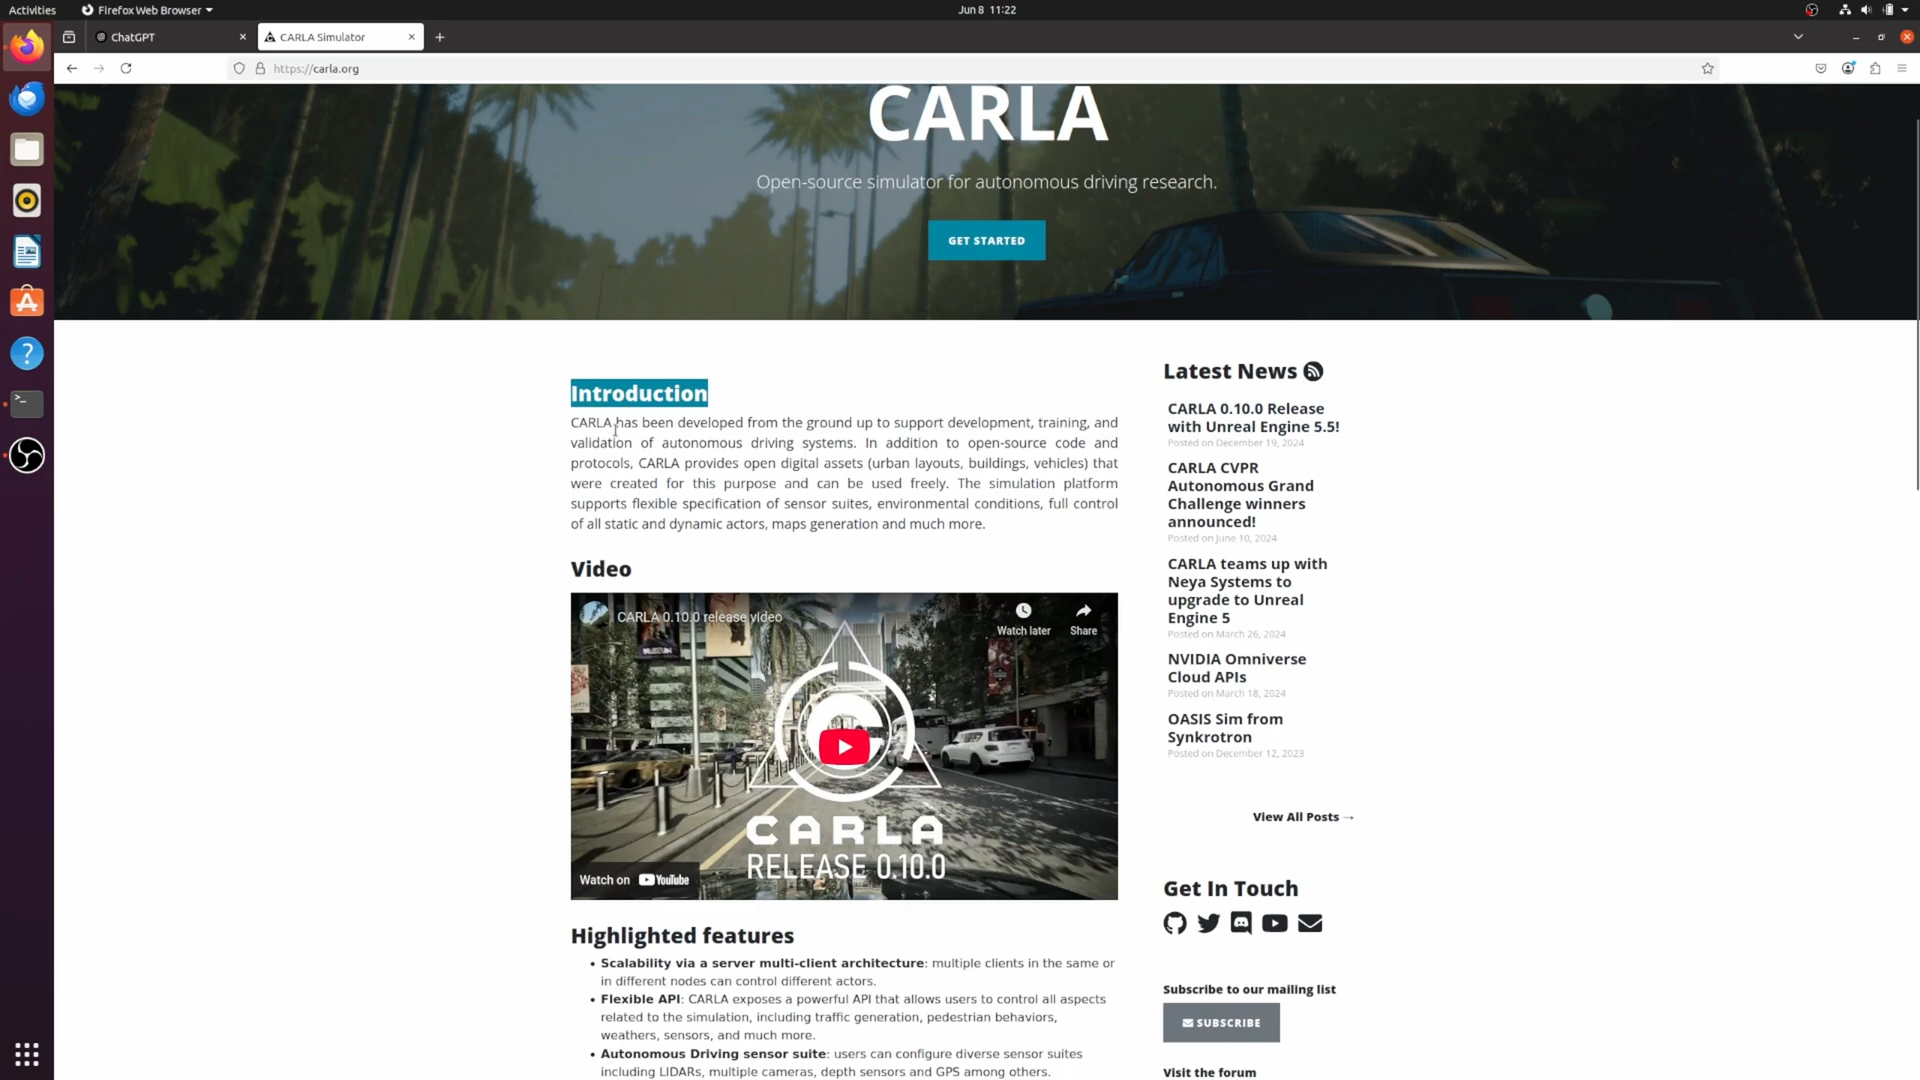 Activities
Firefox Web Browser
Jun 8 11:22
ChatGPT
CARLA Simulator
https://carla.org
CARLA
Open-source simulator for autonomous driving research.
GET STARTED
Introduction
CARLA has been developed from the ground up to support development, training, and
validation of autonomous driving systems. In addition to open-source code and
protocols, CARLA provides open digital assets (urban layouts, buildings, vehicles) that
were created for this purpose and can be used freely. The simulation platform
supports flexible specification of sensor suites, environmental conditions, full control
of all static and dynamic actors, maps generation and much more.
Video
CARLA 0.10.0 release video
Watch later
Share
CARLA
RELEASE 0.10.0
Watch on YouTube
Highlighted features
• Scalability via a server multi-client architecture: multiple clients in the same or
in different nodes can control different actors.
• Flexible API: CARLA exposes a powerful API that allows users to control all aspects
related to the simulation, including traffic generation, pedestrian behaviors,
weathers, sensors, and much more.
• Autonomous Driving sensor suite: users can configure diverse sensor suites
including LIDARs, multiple cameras, depth sensors and GPS among others.
Latest News
CARLA 0.10.0 Release
with Unreal Engine 5.5!
Posted on December 19, 2024
CARLA CVPR
Autonomous Grand
Challenge winners
announced!
Posted on June 10, 2024
CARLA teams up with
Neya Systems to
upgrade to Unreal
Engine 5
Posted on March 26, 2024
NVIDIA Omniverse
Cloud APIs
Posted on March 18, 2024
OASIS Sim from
Synkrotron
Posted on December 12, 2023
View All Posts →
Get In Touch
Subscribe to our mailing list
SUBSCRIBE
Visit the forum